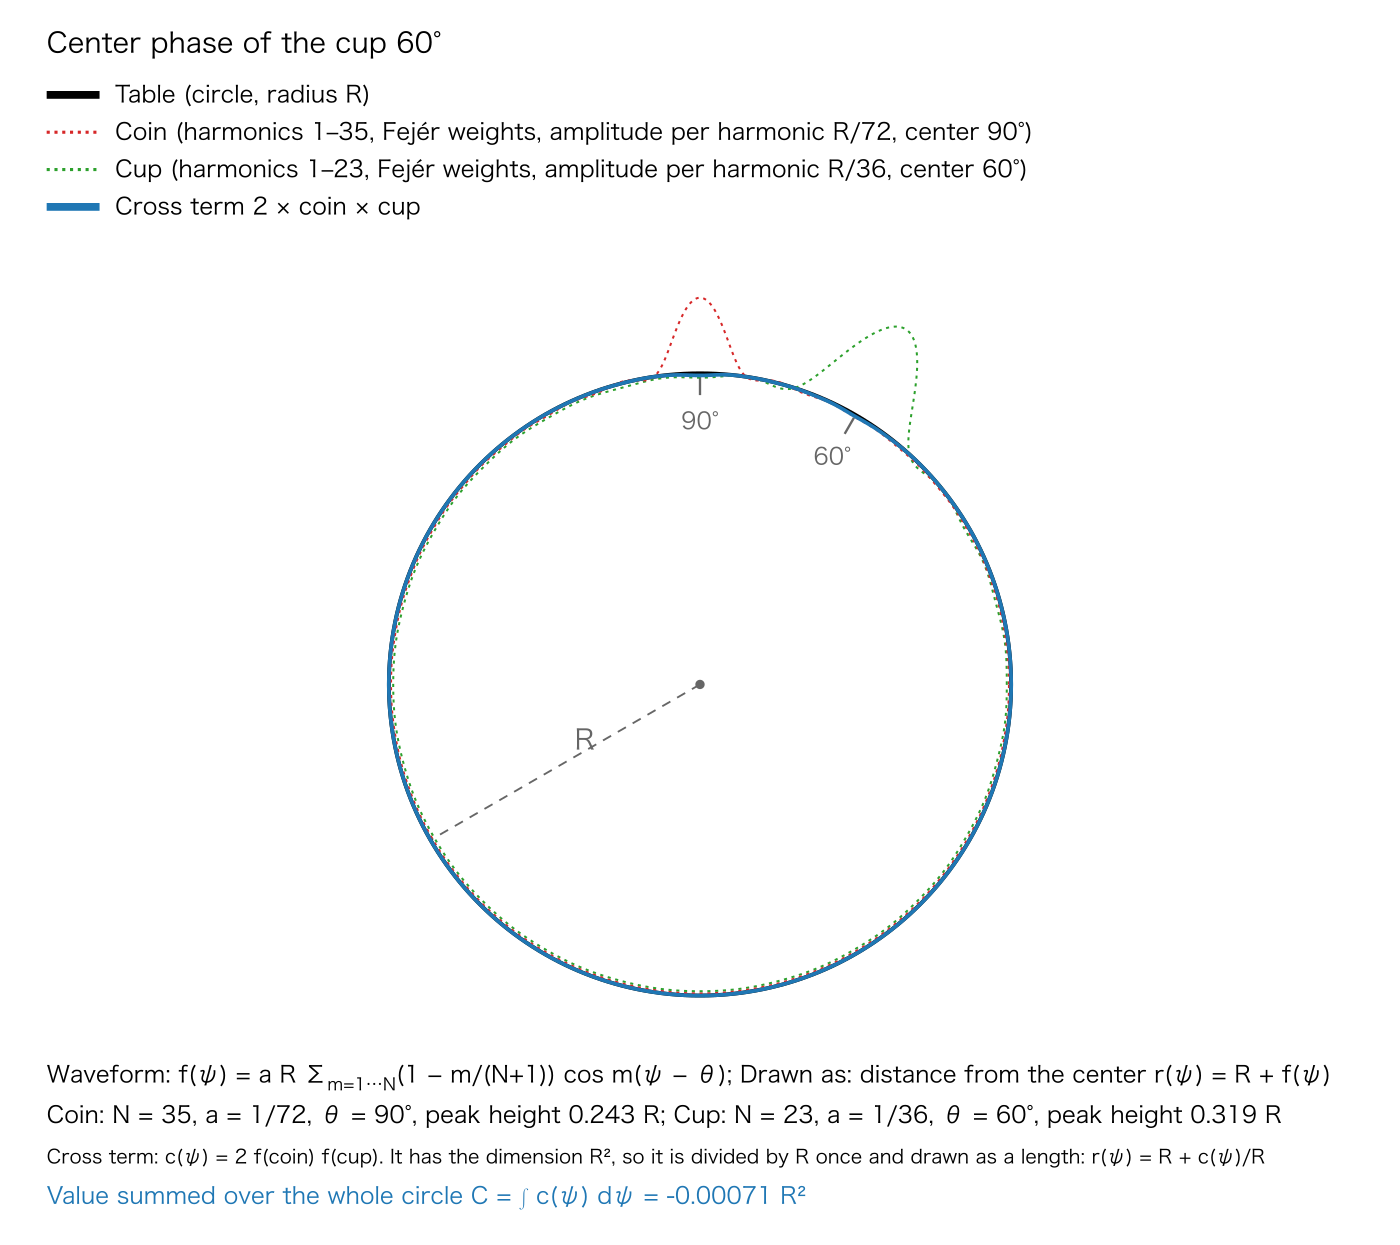 Center phase of the cup 60°
Table (circle, radius R)
Coin (harmonics 1–35, Fejér weights, amplitude per harmonic R/72, center 90°)
Cup (harmonics 1–23, Fejér weights, amplitude per harmonic R/36, center 60°)
Cross term 2 × coin × cup
90°
60°
R
Waveform: f(ψ) = a R Σ m=1⋯N (1 − m/(N+1)) cos m(ψ − θ); Drawn as: distance from the center r(ψ) = R + f(ψ)
Coin: N = 35, a = 1/72, θ = 90°, peak height 0.243 R; Cup: N = 23, a = 1/36, θ = 60°, peak height 0.319 R
Cross term: c(ψ) = 2 f(coin) f(cup). It has the dimension R², so it is divided by R once and drawn as a length: r(ψ) = R + c(ψ)/R
Value summed over the whole circle C = ∫ c(ψ) dψ = -0.00071 R²